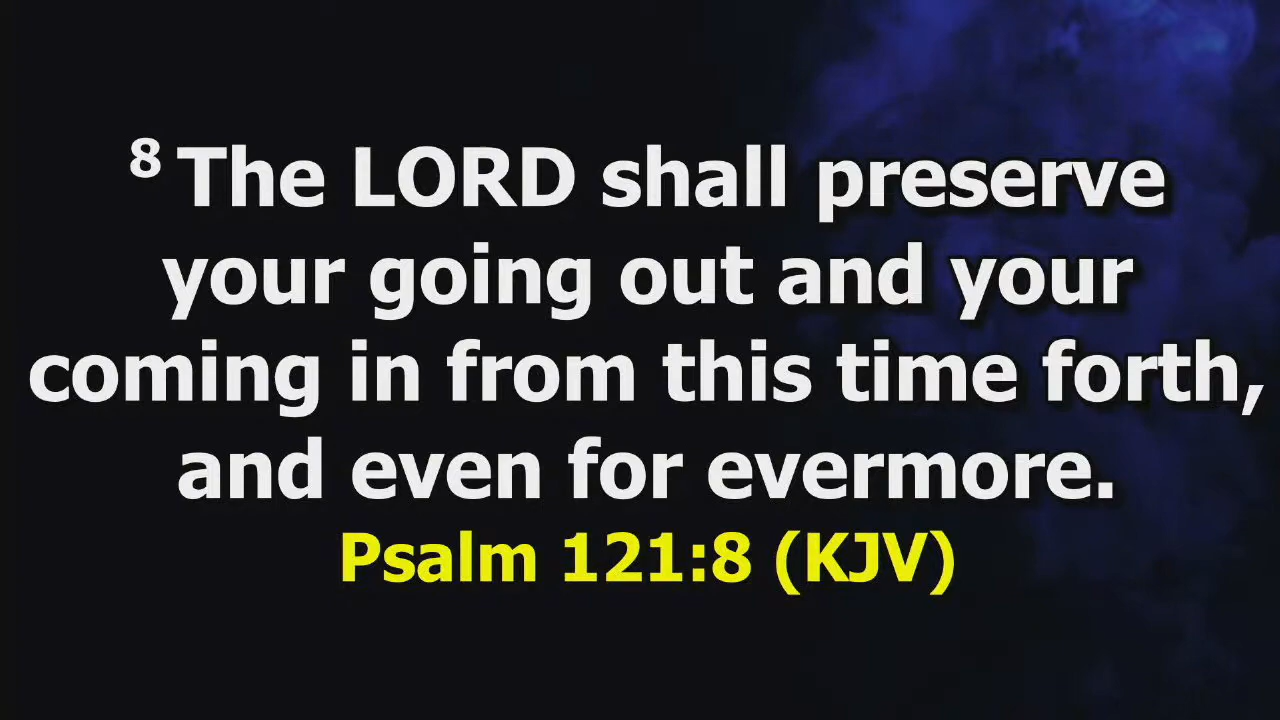 8 The LORD shall preserve
your going out and your
coming in from this time forth,
and even for evermore.
Psalm 121:8 (KJV)